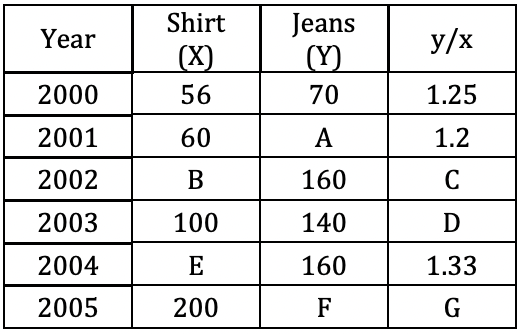 Year Shirt (X) Jeans (Y) y/x
2000 56 70 1.25
2001 60 A 1.2
2002 B 160 C
2003 100 140 D
2004 E 160 1.33
2005 200 F G